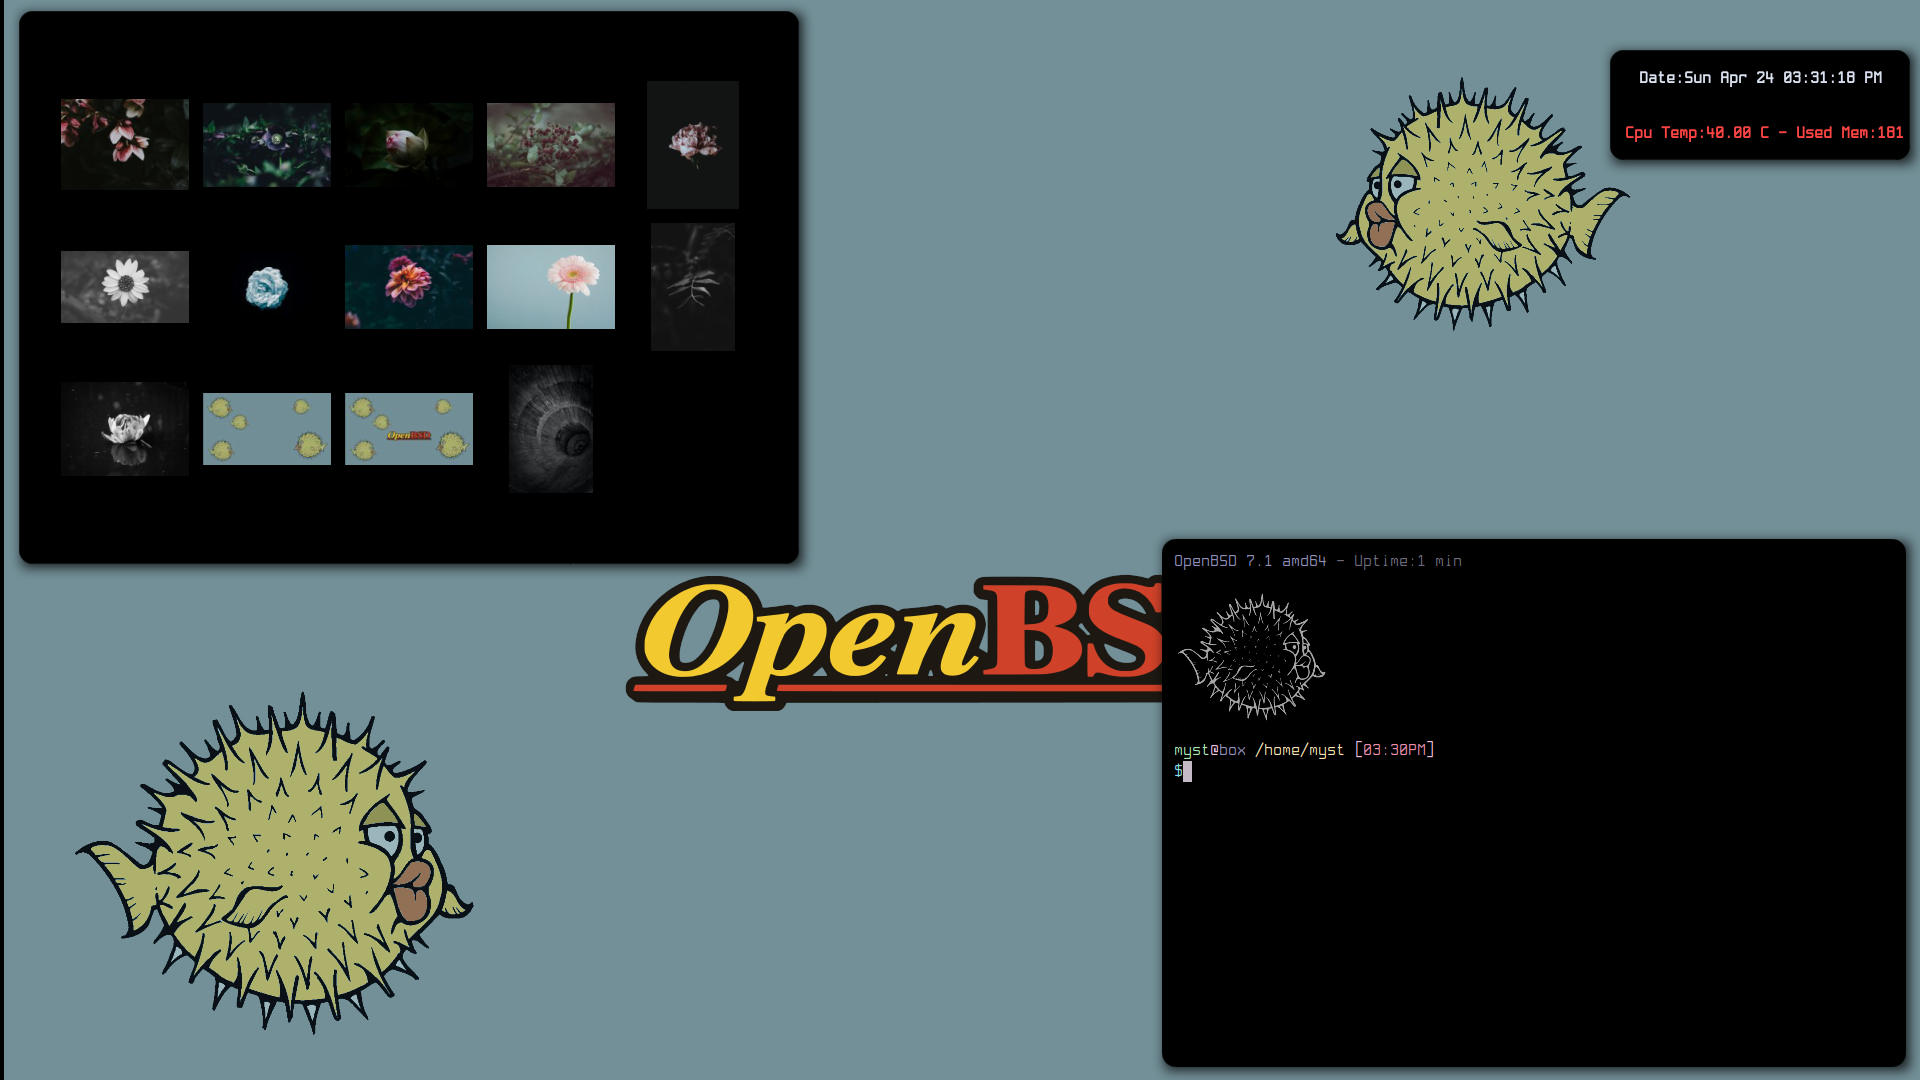 Date:Sun Apr 24 03:31:18 PM
Cpu Temp:40.00 C - Used Mem:181
OpenBSD
OpenBS
OpenBSD 7.1 amd64 - Uptime:1 min
myst@box /home/myst [03:30PM]
$